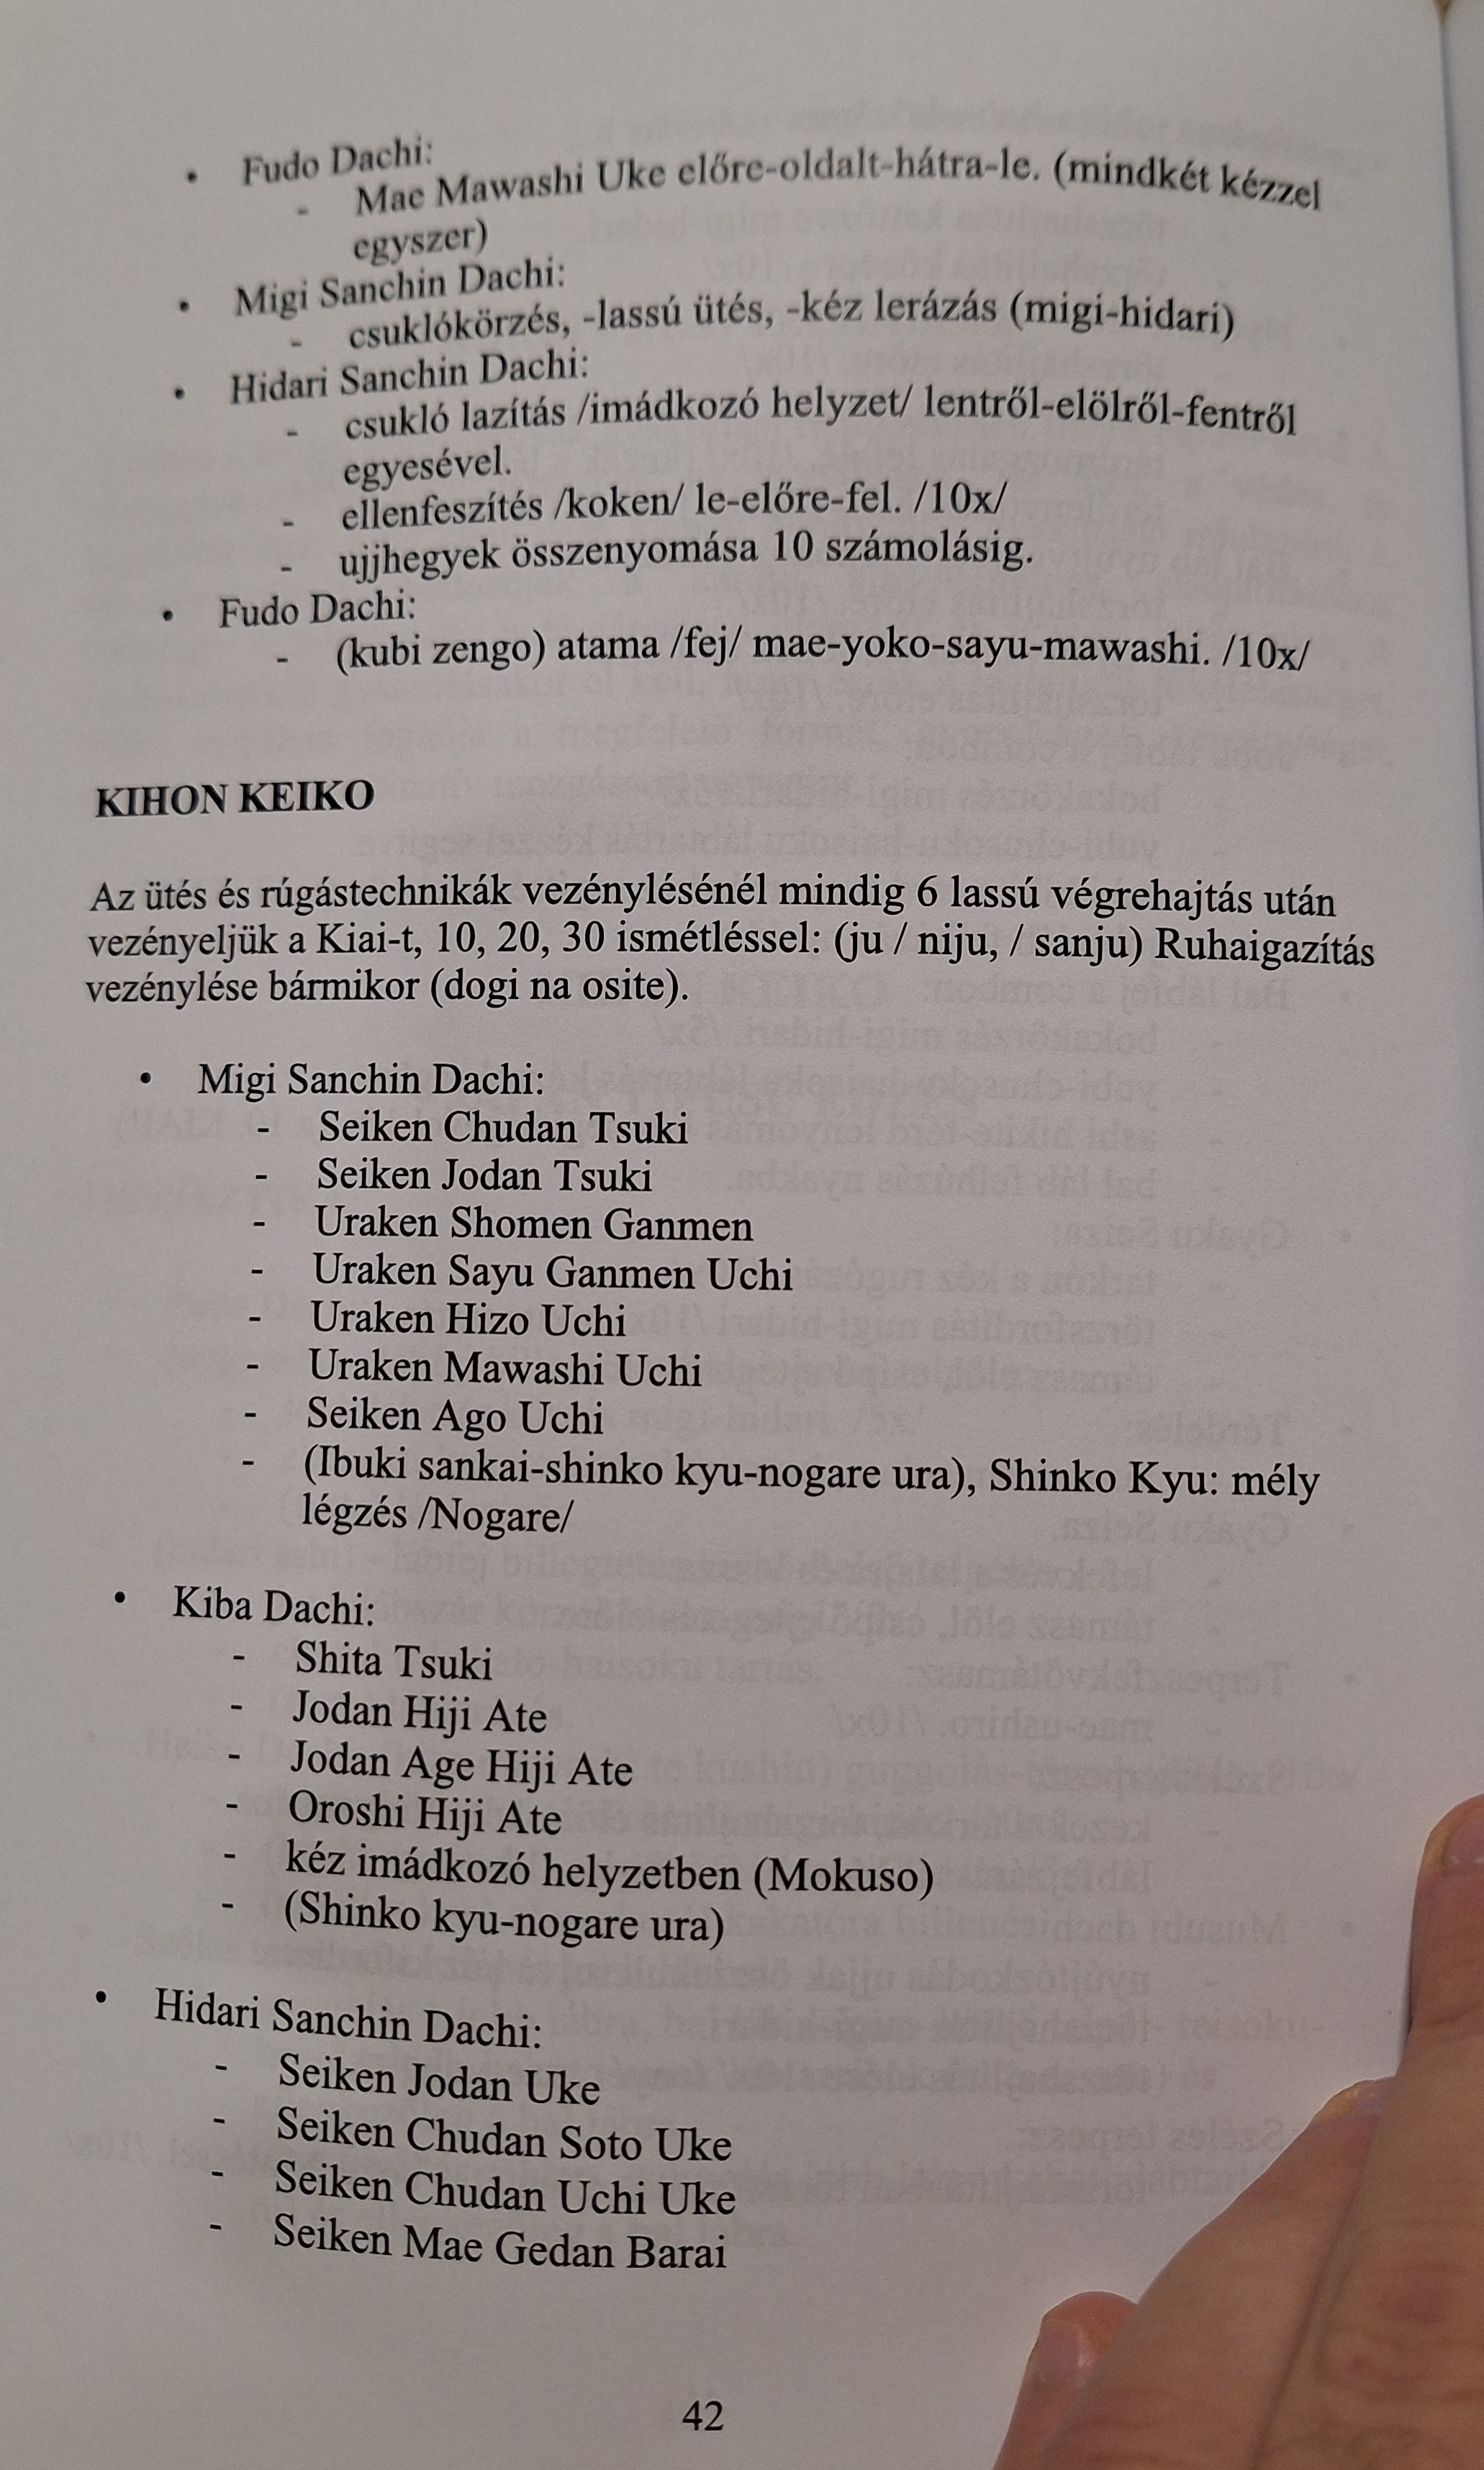 • Fudo Dachi:
- Mae Mawashi Uke előre-oldalt-hátra-le. (mindkét kézzel
egyszer)
• Migi Sanchin Dachi:
- csuklókörzés, -lassú ütés, -kéz lerázás (migi-hidari)
• Hidari Sanchin Dachi:
- csukló lazítás /imádkozó helyzet/ lentről-elölről-fentről
egyesével.
- ellenfeszítés /koken/ le-előre-fel. /10x/
- ujjhegyek összenyomása 10 számolásig.
• Fudo Dachi:
- (kubi zengo) atama /fej/ mae-yoko-sayu-mawashi. /10x/
KIHON KEIKO
Az ütés és rúgástechnikák vezénylésénél mindig 6 lassú végrehajtás után
vezényeljük a Kiai-t, 10, 20, 30 ismétléssel: (ju / niju, / sanju) Ruhaigazítás
vezénylése bármikor (dogi na osite).
• Migi Sanchin Dachi:
- Seiken Chudan Tsuki
- Seiken Jodan Tsuki
- Uraken Shomen Ganmen
- Uraken Sayu Ganmen Uchi
- Uraken Hizo Uchi
- Uraken Mawashi Uchi
- Seiken Ago Uchi
- (Ibuki sankai-shinko kyu-nogare ura), Shinko Kyu: mély
légzés /Nogare/
• Kiba Dachi:
- Shita Tsuki
- Jodan Hiji Ate
- Jodan Age Hiji Ate
- Oroshi Hiji Ate
- kéz imádkozó helyzetben (Mokuso)
- (Shinko kyu-nogare ura)
• Hidari Sanchin Dachi:
- Seiken Jodan Uke
- Seiken Chudan Soto Uke
- Seiken Chudan Uchi Uke
- Seiken Mae Gedan Barai
42